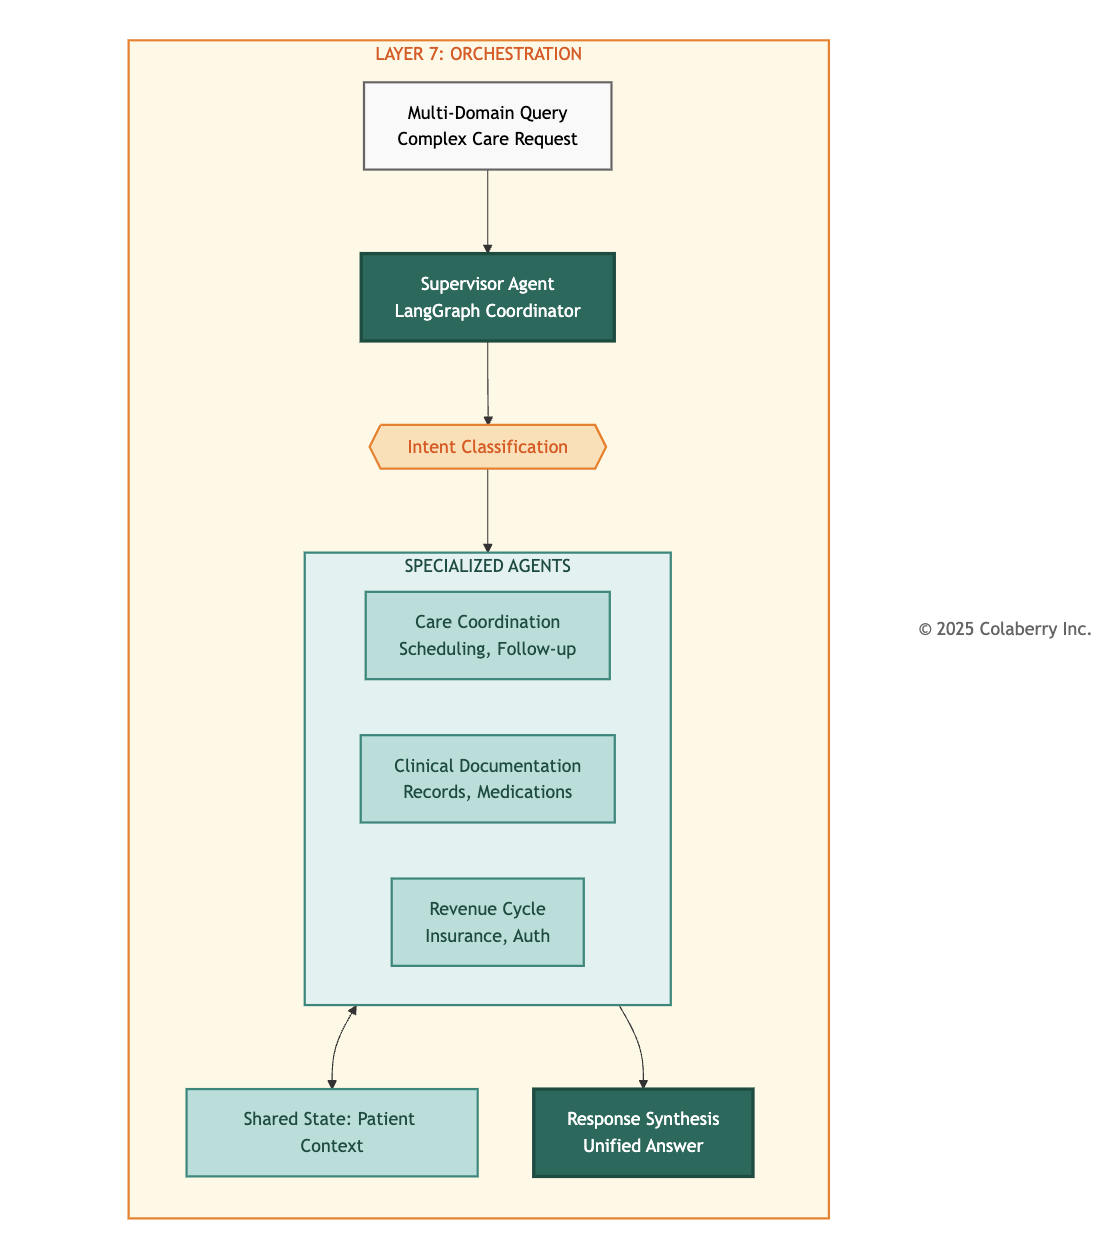 LAYER 7: ORCHESTRATION
Multi-Domain Query
Complex Care Request
Supervisor Agent
LangGraph Coordinator
Intent Classification
SPECIALIZED AGENTS
Care Coordination
Scheduling, Follow-up
Clinical Documentation
Records, Medications
Revenue Cycle
Insurance, Auth
Shared State: Patient
Context
Response Synthesis
Unified Answer
© 2025 Colaberry Inc.